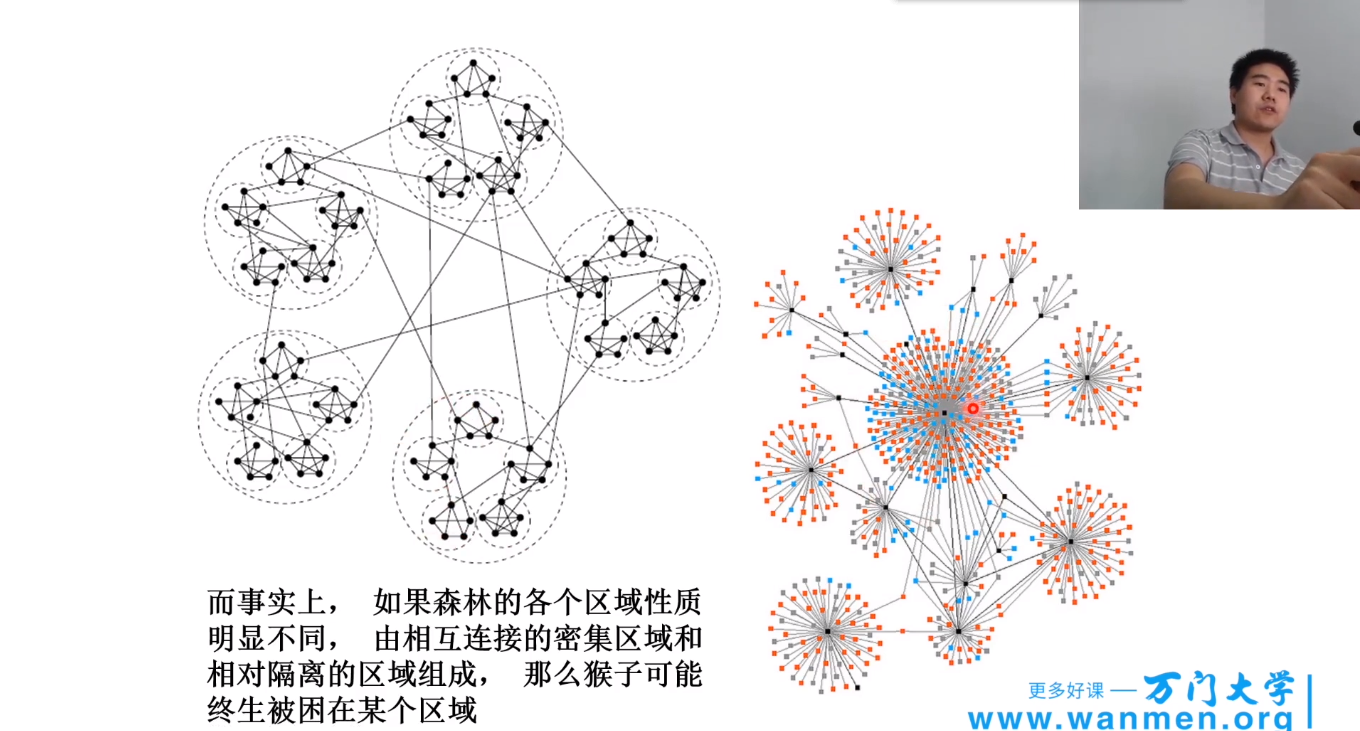 而事实上， 如果森林的各个区域性质
明显不同， 由相互连接的密集区域和
相对隔离的区域组成， 那么猴子可能
终生被困在某个区域
更多好课 — 万门大学
www.wanmen.org